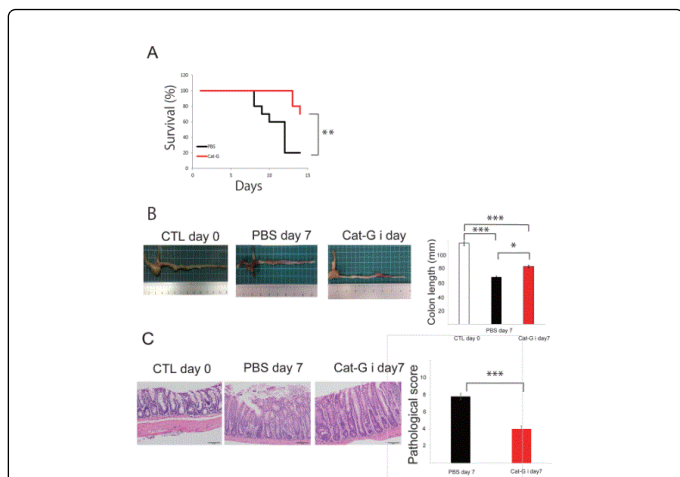 A
Survival (%)
120
100
80
60
40
20
0
PBS
Cat-G
**
0 5 10 15
Days
B
CTL day 0 PBS day 7 Cat-G i day
***
***
*
Colon length (mm)
100
80
60
40
20
PBS day 7
CTL day 0 Cat-G i day7
C
CTL day 0 PBS day 7 Cat-G i day7
***
Pathological score
8
6
4
2
PBS day 7 Cat-G i day7